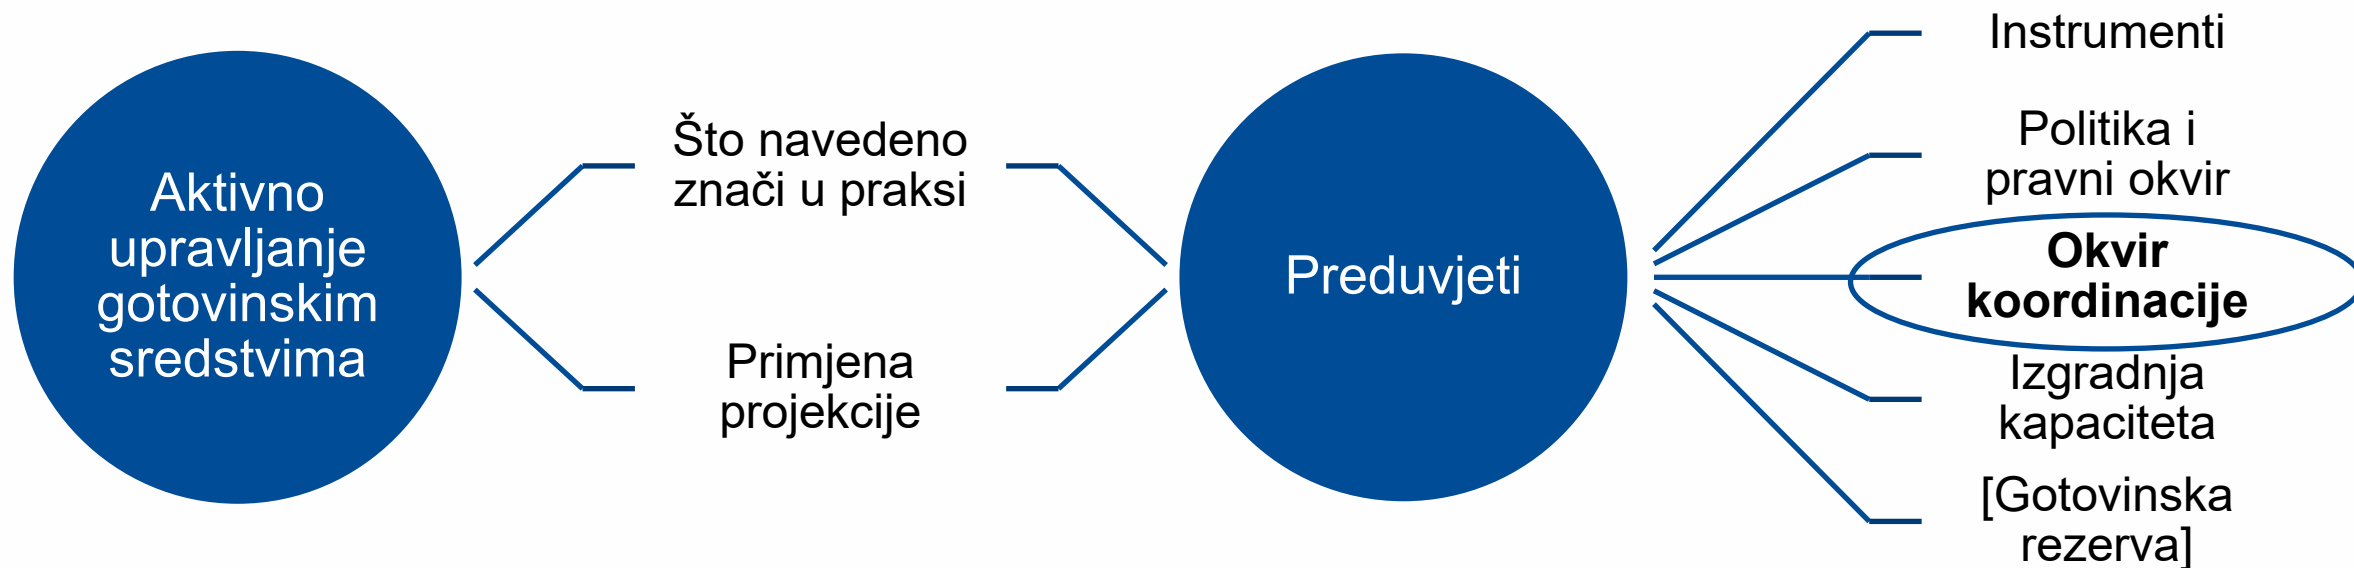 Aktivno
upravljanje
gotovinskim
sredstvima
Što navedeno
znači u praksi
Primjena
projekcije
Preduvjeti
Instrumenti
Politika i
pravni okvir
Okvir
koordinacije
Izgradnja
kapaciteta
[Gotovinska
rezerva]